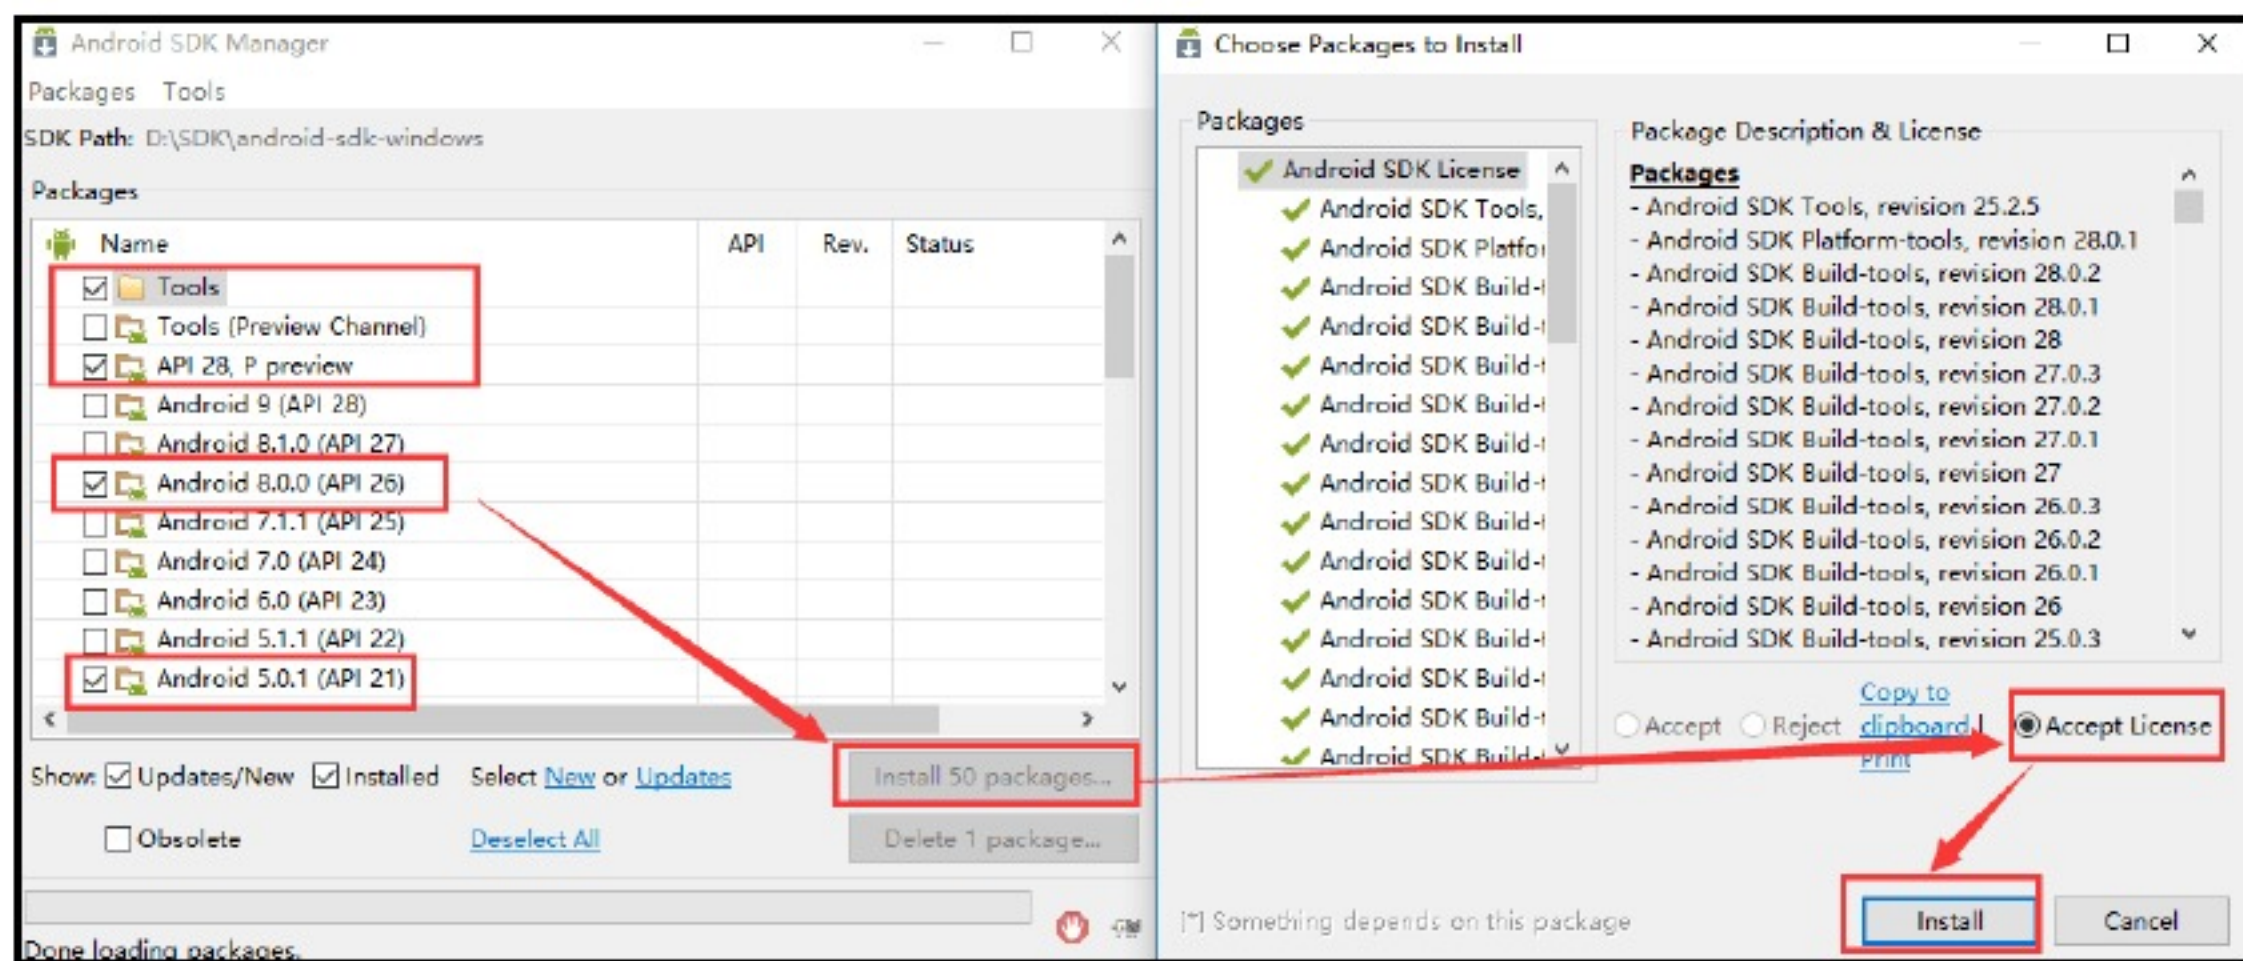 Android SDK Manager
Packages Tools
SDK Path: D:\SDK\android-sdk-windows
Packages
Name API Rev. Status
Tools
Tools (Preview Channel)
API 28, P preview
Android 9 (API 28)
Android 8.1.0 (API 27)
Android 8.0.0 (API 26)
Android 7.1.1 (API 25)
Android 7.0 (API 24)
Android 6.0 (API 23)
Android 5.1.1 (API 22)
Android 5.0.1 (API 21)
Show: Updates/New Installed Select New or Updates Install 50 packages...
Obsolete Deselect All Delete 1 package...
Done loading packages.
Choose Packages to Install
Packages
Android SDK License
Android SDK Tools,
Android SDK Platfor
Android SDK Build-t
Android SDK Build-t
Android SDK Build-t
Android SDK Build-t
Android SDK Build-t
Android SDK Build-t
Android SDK Build-t
Android SDK Build-t
Android SDK Build-t
Android SDK Build-t
Android SDK Build-t
Android SDK Build-t
Android SDK Build-t
Package Description & License
Packages
- Android SDK Tools, revision 25.2.5
- Android SDK Platform-tools, revision 28.0.1
- Android SDK Build-tools, revision 28.0.2
- Android SDK Build-tools, revision 28.0.1
- Android SDK Build-tools, revision 28
- Android SDK Build-tools, revision 27.0.3
- Android SDK Build-tools, revision 27.0.2
- Android SDK Build-tools, revision 27.0.1
- Android SDK Build-tools, revision 27
- Android SDK Build-tools, revision 26.0.3
- Android SDK Build-tools, revision 26.0.2
- Android SDK Build-tools, revision 26.0.1
- Android SDK Build-tools, revision 26
- Android SDK Build-tools, revision 25.0.3
Accept Reject Copy to
clipboard |
Print
Accept License
[*] Something depends on this package
Install Cancel